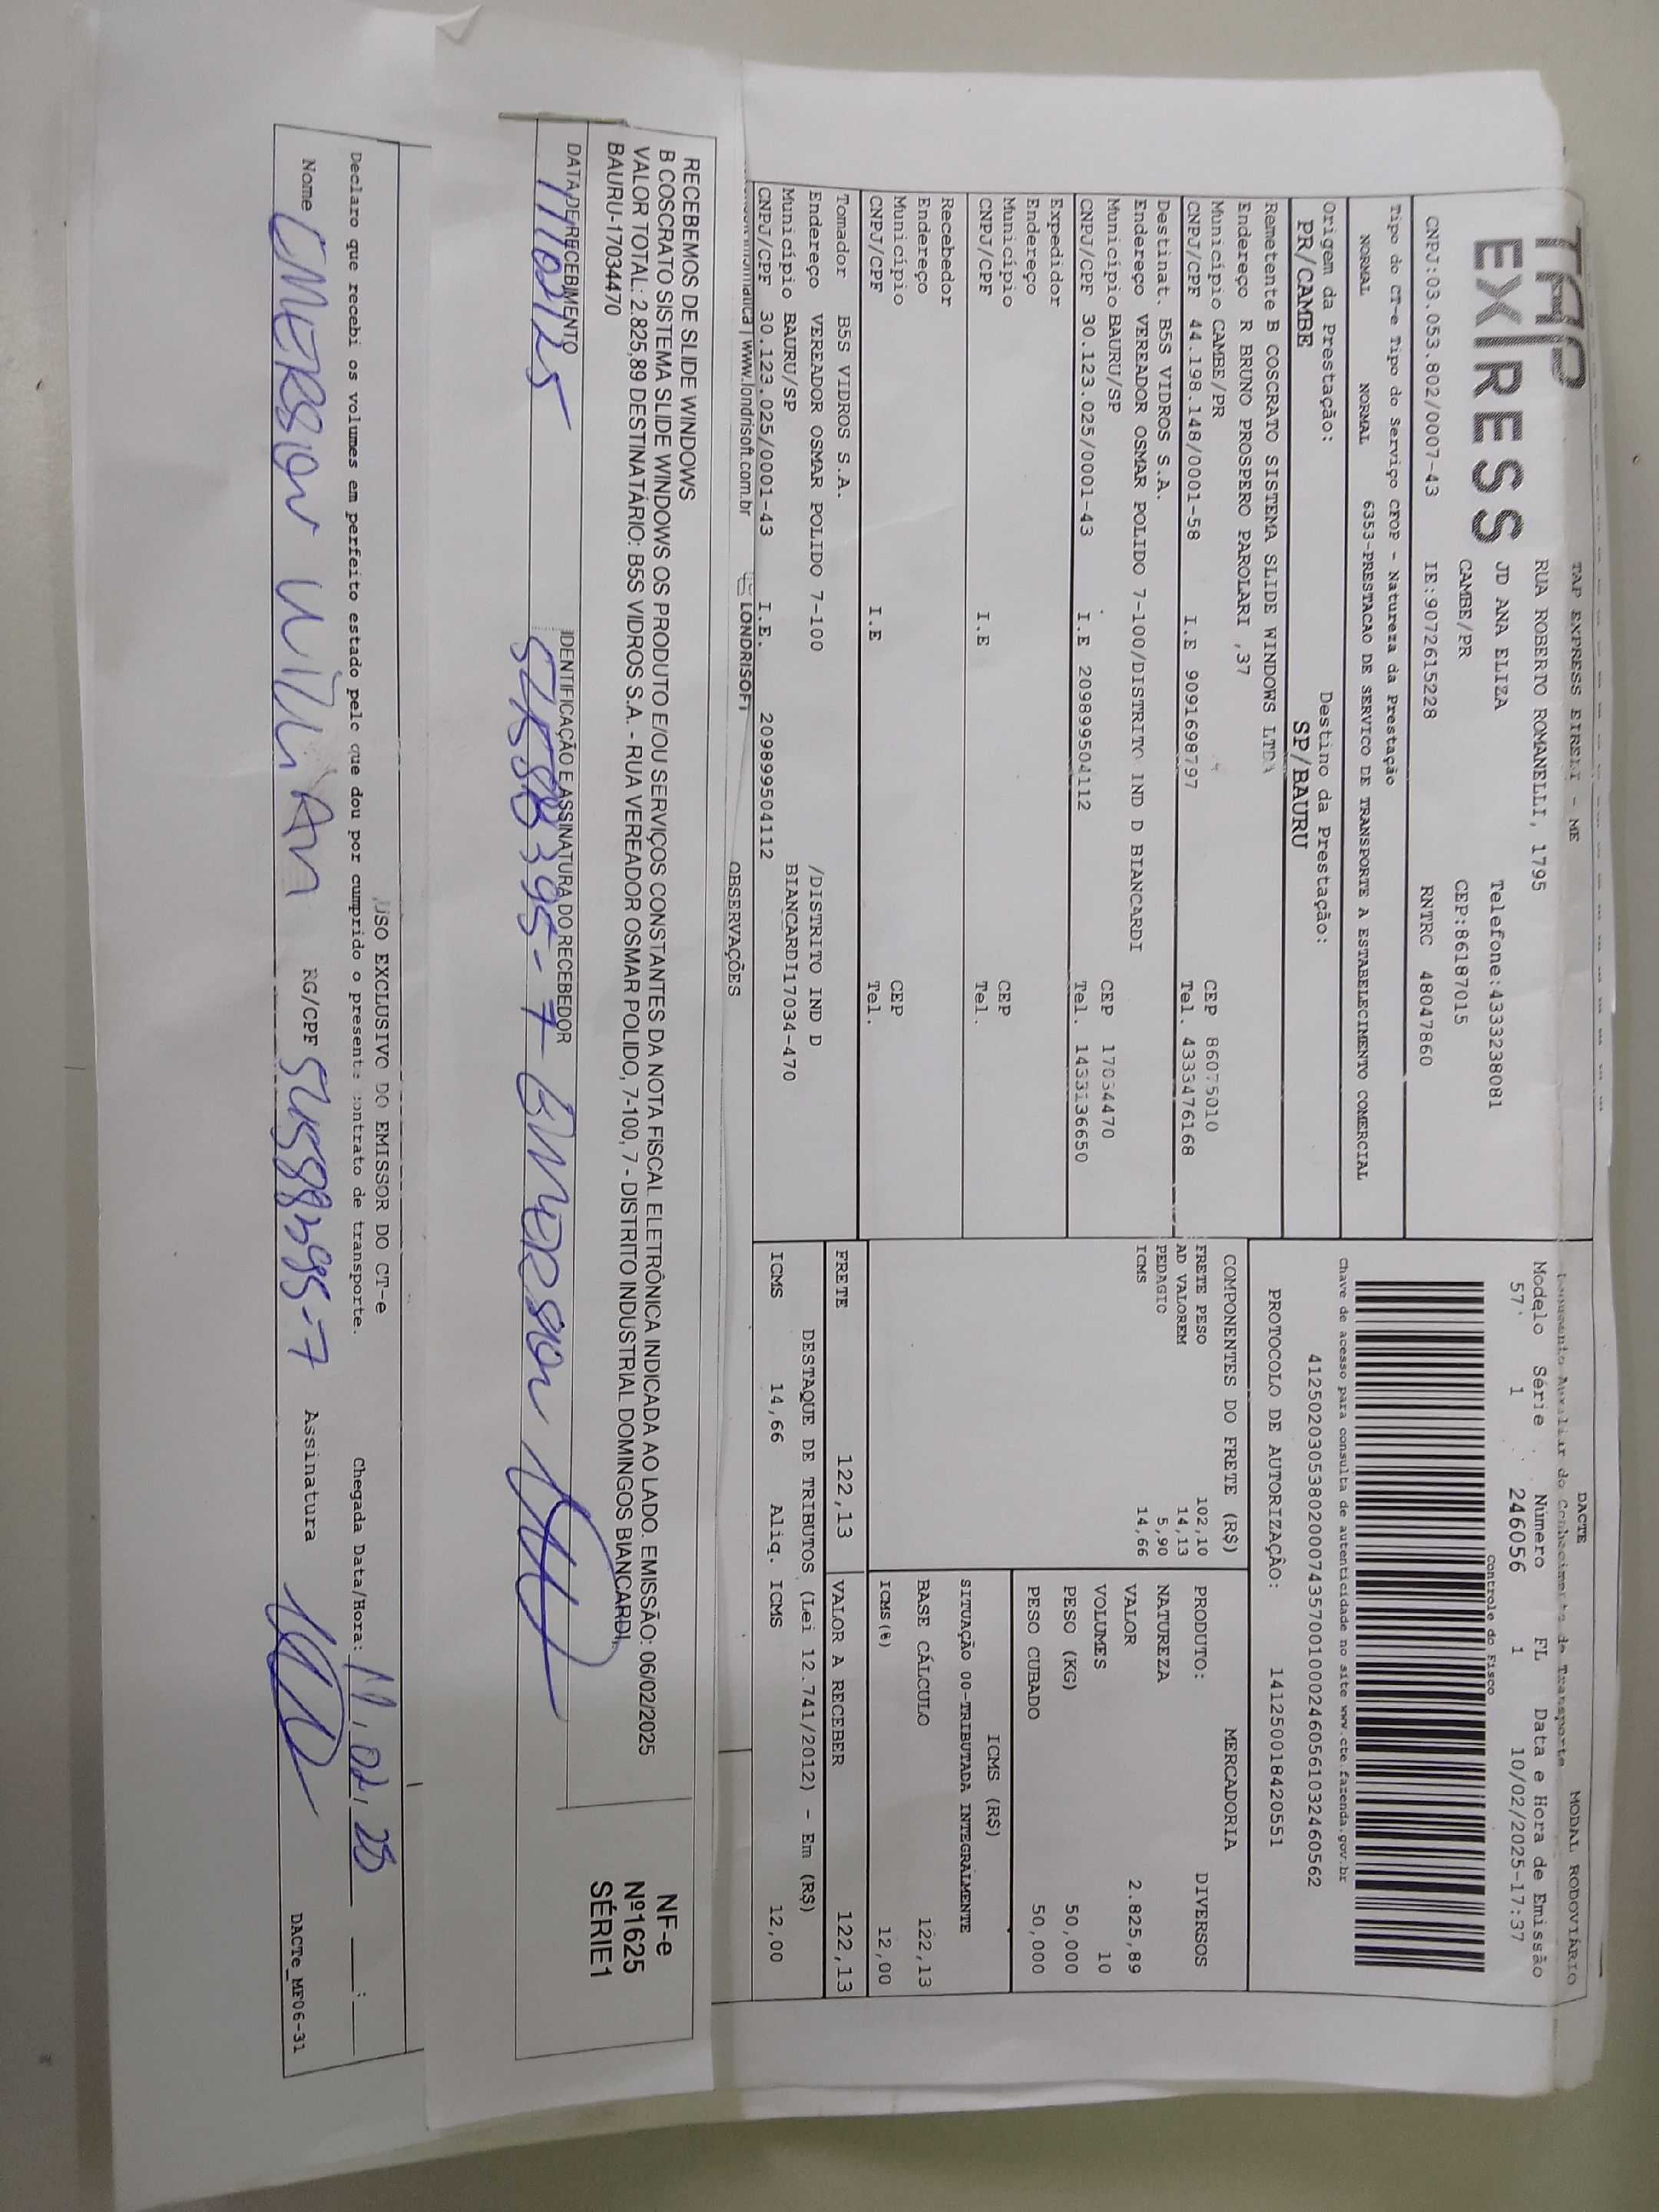 TAP EXPRESS EIRELI - ME
TAP
EXPRESS
RUA ROBERTO ROMANELLI, 1795
JD ANA ELIZA Telefone:4333238081
CAMBE/PR CEP:86187015
CNPJ:03.053.802/0007-43 IE:9072615228 RNTRC 48047860
Tipo do CT-e Tipo do Serviço CFOP - Natureza da Prestação
NORMAL NORMAL 6353-PRESTACAO DE SERVICO DE TRANSPORTE A ESTABELECIMENTO COMERCIAL
Origem da Prestação: Destino da Prestação:
PR/CAMBE SP/BAURU
Remetente B COSCRATO SISTEMA SLIDE WINDOWS LTDA
Endereço R BRUNO PROSPERO PAROLARI ,37
Município CAMBE/PR CEP 86075010
CNPJ/CPF 44.198.148/0001-58 I.E 9091698797 Tel. 43334476168
Destinat. B5S VIDROS S.A.
Endereço VEREADOR OSMAR POLIDO 7-100/DISTRITO IND D BIANCARDI
Município BAURU/SP CEP 17034470
CNPJ/CPF 30.123.025/0001-43 I.E 209899504112 Tel. 1433136650
Expedidor
Endereço
Município CEP
CNPJ/CPF I.E Tel.
Recebedor
Endereço
Município CEP
CNPJ/CPF I.E Tel.
Tomador B5S VIDROS S.A.
Endereço VEREADOR OSMAR POLIDO 7-100 /DISTRITO IND D
Município BAURU/SP BIANCARDI17034-470
CNPJ/CPF 30.123.025/0001-43 I.E. 209899504112
DACTE MODAL RODOVIÁRIO
Documento Auxiliar do Conhecimento de Transporte
Modelo Série Número FL Data e Hora de Emissão
57 1 246056 1 10/02/2025-17:37
Controle do Fisco
Chave de acesso para consulta de autenticidade no site www.cte.fazenda.gov.br
41250203053802000743570010002460561032460562
PROTOCOLO DE AUTORIZAÇÃO: 141250018420551
COMPONENTES DO FRETE (R$)
FRETE PESO 102,10
AD VALOREM 14,13
PEDAGIO 5,90
ICMS 14,66
MERCADORIA
PRODUTO: DIVERSOS
NATUREZA
VALOR 2.825,89
VOLUMES 10
PESO (KG) 50,000
PESO CUBADO 50,000
ICMS (R$)
SITUAÇÃO 00-TRIBUTADA INTEGRALMENTE
BASE CÁLCULO 122,13
ICMS(%) 12,00
FRETE 122,13 VALOR A RECEBER 122,13
DESTAQUE DE TRIBUTOS (Lei 12.741/2012) - Em (R$)
ICMS 14,66 Aliq. ICMS 12,00
OBSERVAÇÕES
LONDRISOFT
| www.londrisoft.com.br
RECEBEMOS DE SLIDE WINDOWS
B COSCRATO SISTEMA SLIDE WINDOWS OS PRODUTO E/OU SERVIÇOS CONSTANTES DA NOTA FISCAL ELETRÔNICA INDICADA AO LADO. EMISSÃO: 06/02/2025
VALOR TOTAL: 2.825,89 DESTINATÁRIO: B5S VIDROS S.A. - RUA VEREADOR OSMAR POLIDO, 7-100, 7 - DISTRITO INDUSTRIAL DOMINGOS BIANCARDI,
BAURU-17034470
DATA DE RECEBIMENTO IDENTIFICAÇÃO E ASSINATURA DO RECEBEDOR
EMERSON
NF-e
Nº1625
SÉRIE1
USO EXCLUSIVO DO EMISSOR DO CT-e
Declaro que recebi os volumes em perfeito estado pelo que dou por cumprido o presente contrato de transporte. Chegada Data/Hora: 11,02,25 :
Nome EMERSON Willian RG/CPF Assinatura
DACTe_MF06-31